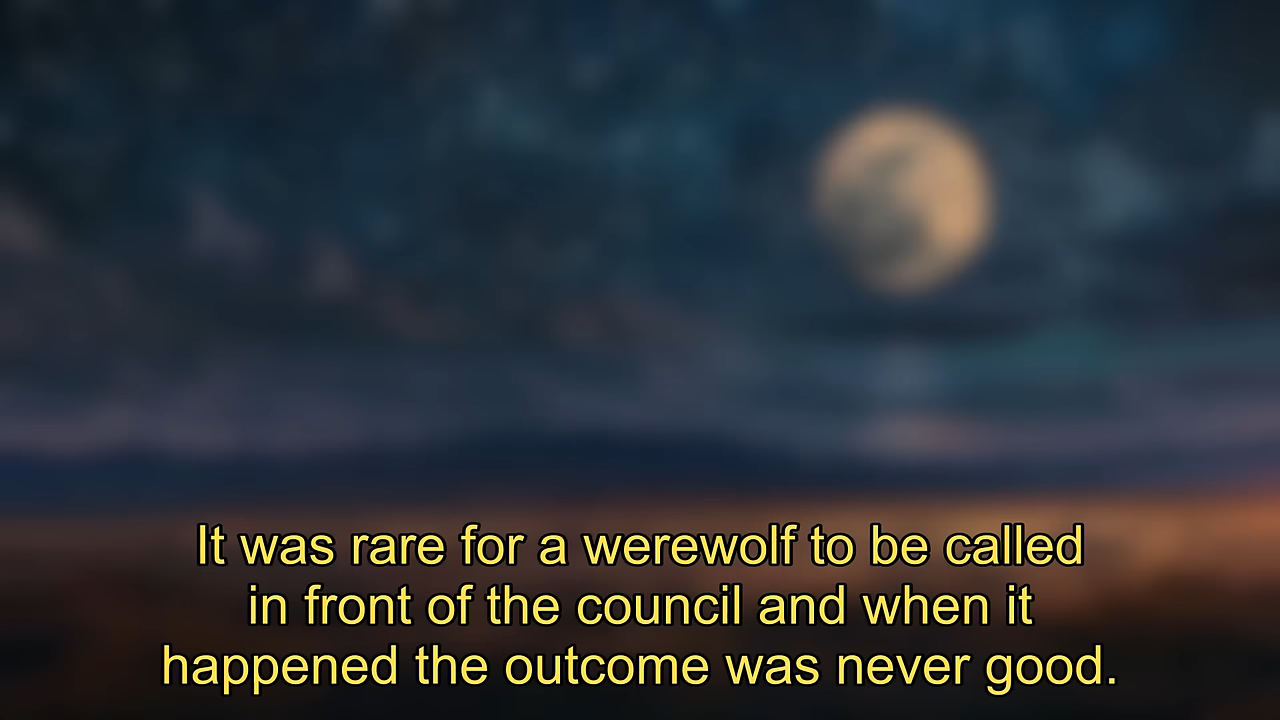 It was rare for a werewolf to be called
in front of the council and when it
happened the outcome was never good.